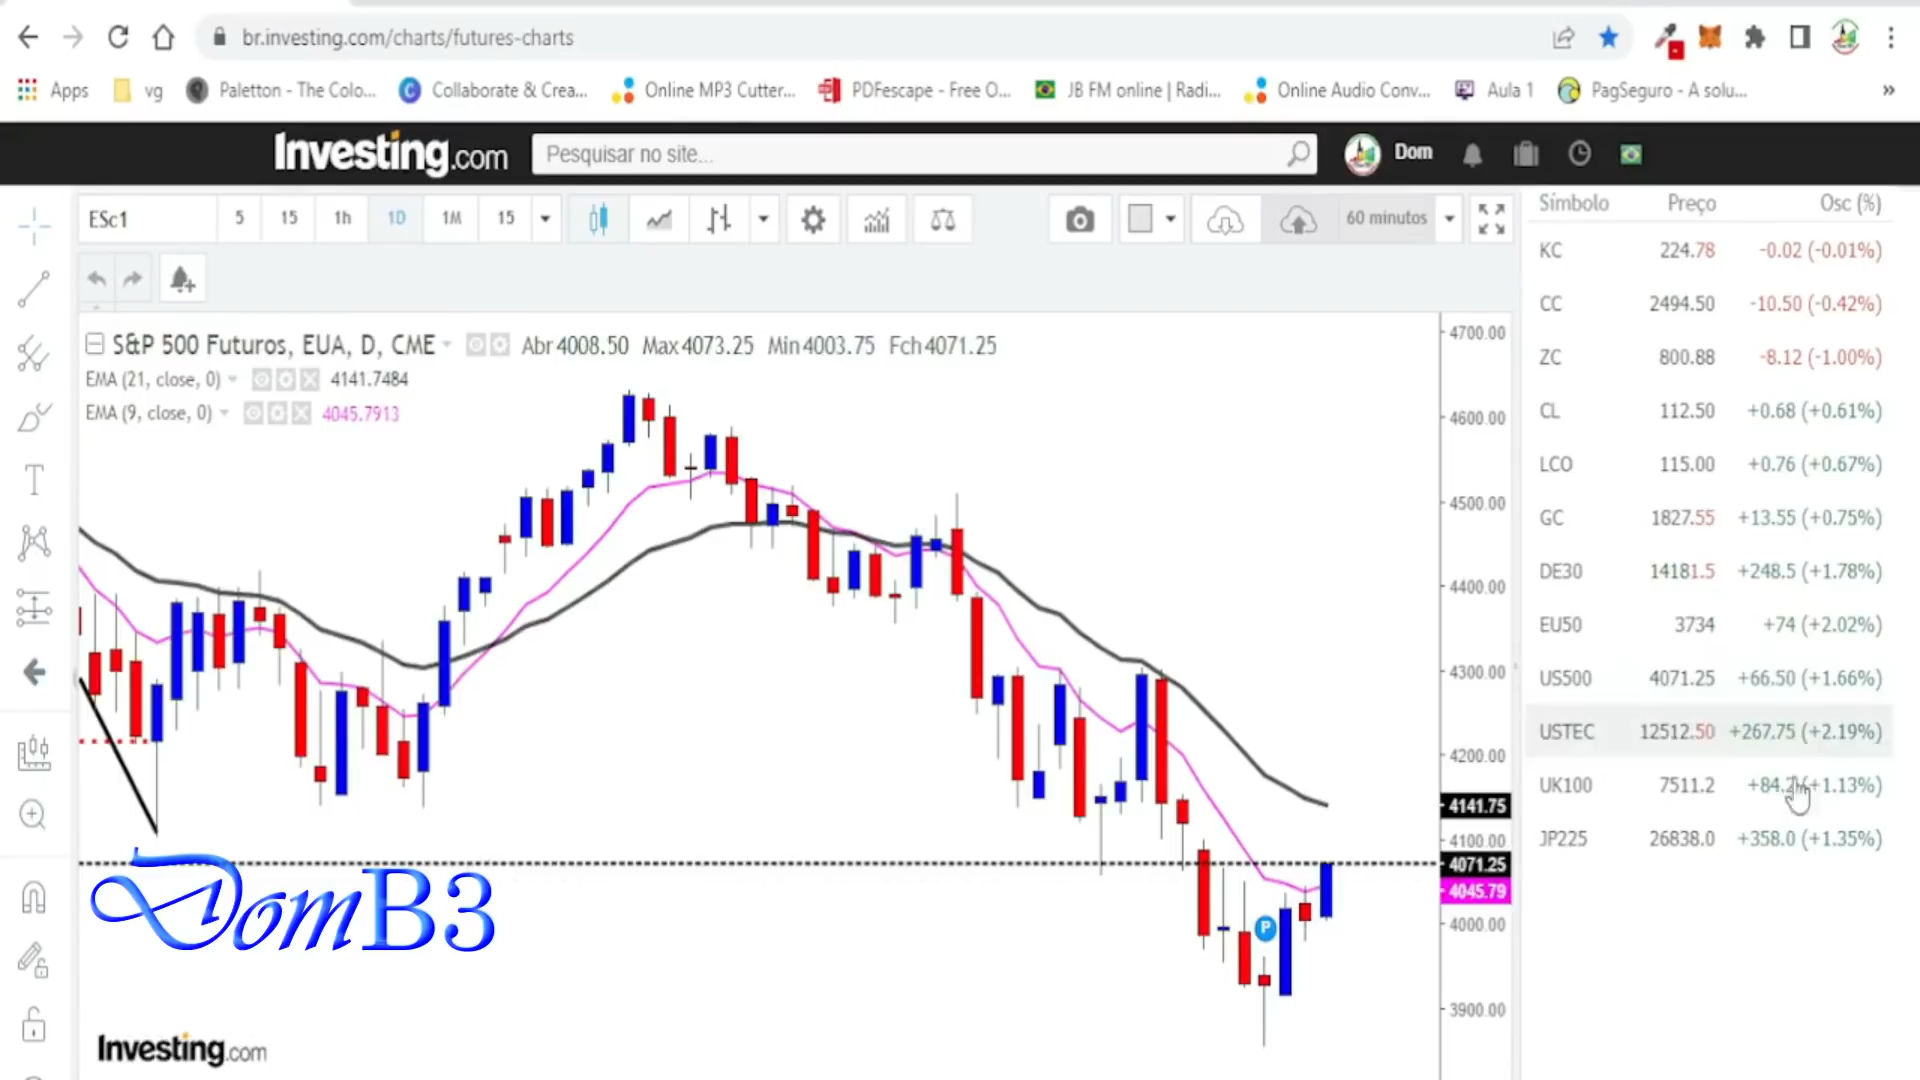 br.investing.com/charts/futures-charts
Apps vg Paletton - The Colo... Collaborate & Crea... Online MP3 Cutter... PDFescape - Free O... JB FM online | Radi... Online Audio Conv... Aula 1 PagSeguro - A solu... »
Investing.com Pesquisar no site... Dom
ESc1 5 15 1h 1D 1M 15 60 minutos
S&P 500 Futuros, EUA, D, CME Abr4008.50 Max4073.25 Min4003.75 Fch4071.25
EMA (21, close, 0) 4141.7484
EMA (9, close, 0) 4045.7913
4700.00
4600.00
4500.00
4400.00
4300.00
4200.00
4141.75
4100.00
4071.25
4045.79
4000.00
3900.00
P
DomB3
Investing.com
Símbolo Preço Osc (%)
KC 224.78 -0.02 (-0.01%)
CC 2494.50 -10.50 (-0.42%)
ZC 800.88 -8.12 (-1.00%)
CL 112.50 +0.68 (+0.61%)
LCO 115.00 +0.76 (+0.67%)
GC 1827.55 +13.55 (+0.75%)
DE30 14181.5 +248.5 (+1.78%)
EU50 3734 +74 (+2.02%)
US500 4071.25 +66.50 (+1.66%)
USTEC 12512.50 +267.75 (+2.19%)
UK100 7511.2 +1.13%)
JP225 26838.0 +358.0 (+1.35%)